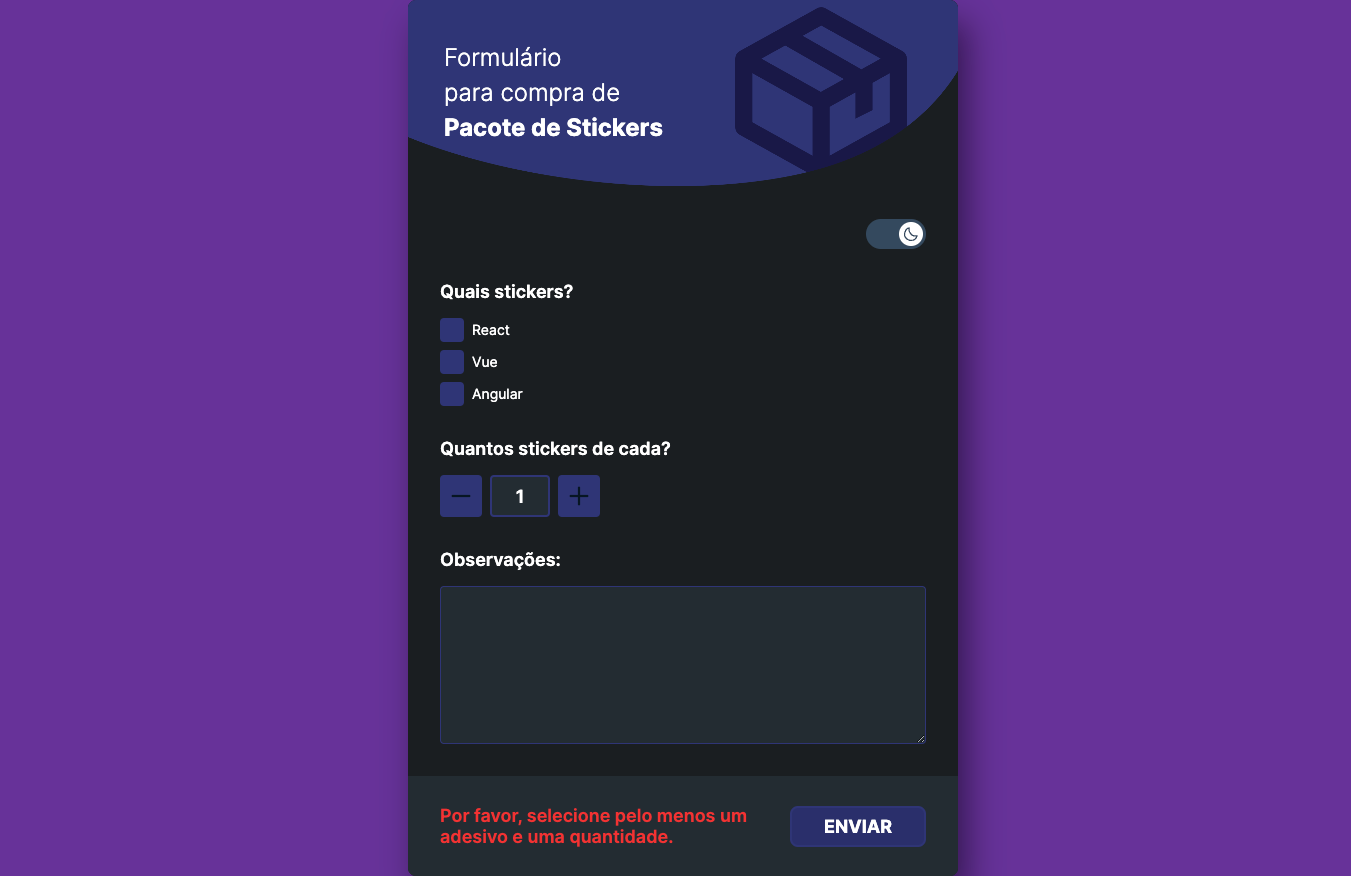 Formulário
para compra de
Pacote de Stickers
Quais stickers?
React
Vue
Angular
Quantos stickers de cada?
1
Observações:
Por favor, selecione pelo menos um
adesivo e uma quantidade.
ENVIAR